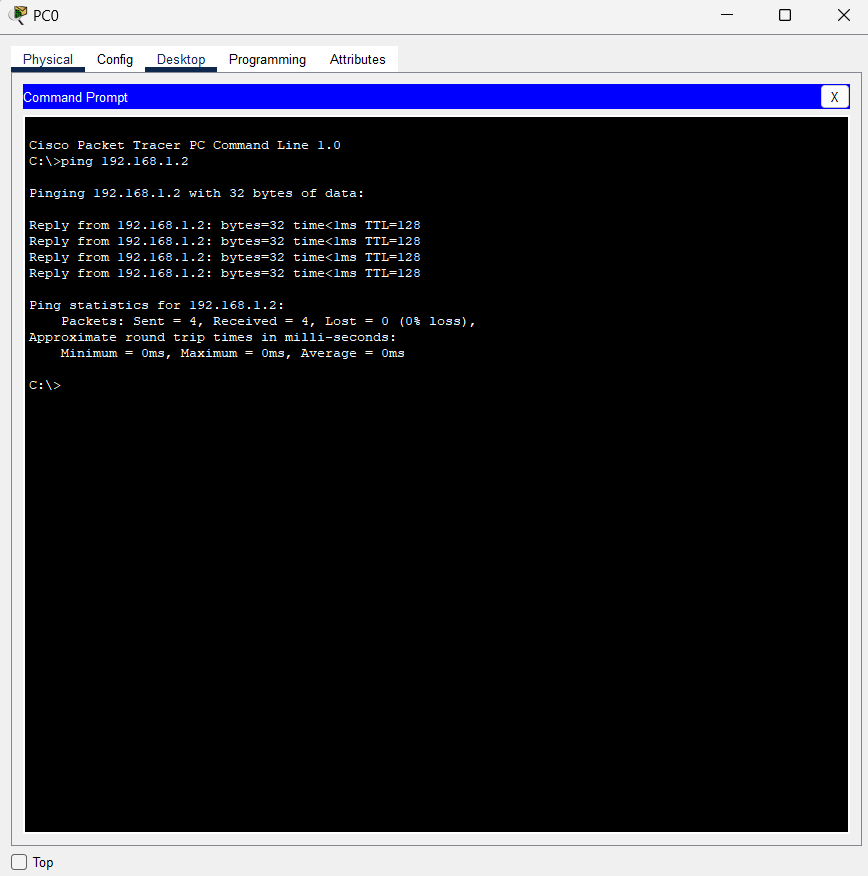 PC0
Physical Config Desktop Programming Attributes
Command Prompt X
Cisco Packet Tracer PC Command Line 1.0
C:\>ping 192.168.1.2
Pinging 192.168.1.2 with 32 bytes of data:
Reply from 192.168.1.2: bytes=32 time<1ms TTL=128
Reply from 192.168.1.2: bytes=32 time<1ms TTL=128
Reply from 192.168.1.2: bytes=32 time<1ms TTL=128
Reply from 192.168.1.2: bytes=32 time<1ms TTL=128
Ping statistics for 192.168.1.2:
    Packets: Sent = 4, Received = 4, Lost = 0 (0% loss),
Approximate round trip times in milli-seconds:
    Minimum = 0ms, Maximum = 0ms, Average = 0ms
C:\>
Top